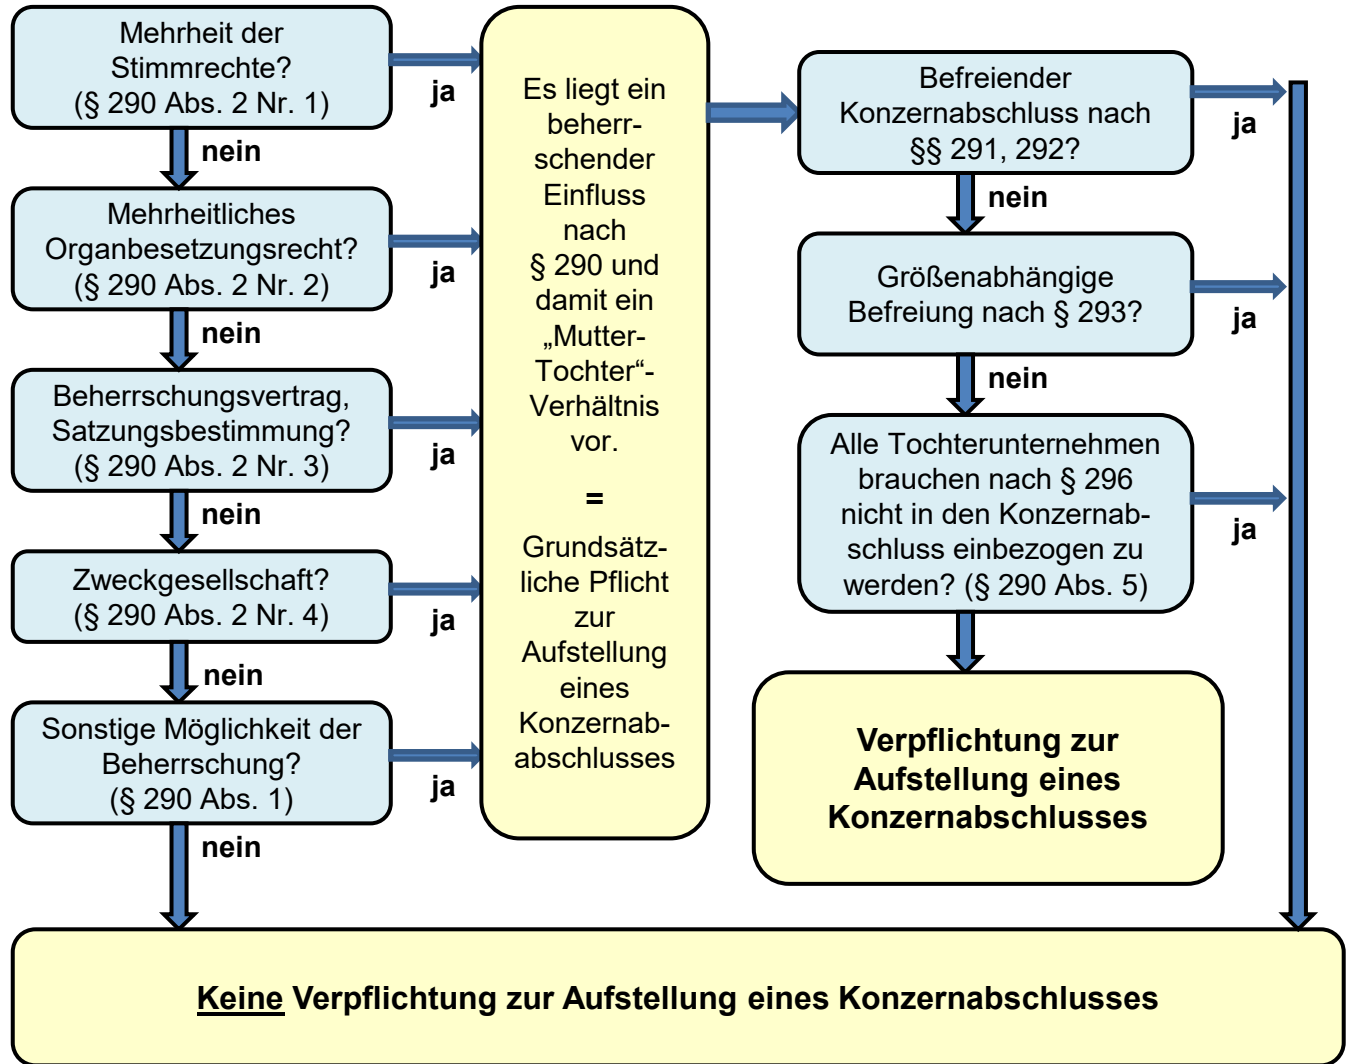 Mehrheit der
Stimmrechte?
(§ 290 Abs. 2 Nr. 1)
ja
nein
Mehrheitliches
Organbesetzungsrecht?
(§ 290 Abs. 2 Nr. 2)
ja
nein
Beherrschungsvertrag,
Satzungsbestimmung?
(§ 290 Abs. 2 Nr. 3)
ja
nein
Zweckgesellschaft?
(§ 290 Abs. 2 Nr. 4)
ja
nein
Sonstige Möglichkeit der
Beherrschung?
(§ 290 Abs. 1)
ja
nein
Es liegt ein
beherr-
schender
Einfluss
nach
§ 290 und
damit ein
„Mutter-
Tochter“-
Verhältnis
vor.
=
Grundsätz-
liche Pflicht
zur
Aufstellung
eines
Konzernab-
abschlusses
Befreiender
Konzernabschluss nach
§§ 291, 292?
ja
nein
Größenabhängige
Befreiung nach § 293?
ja
nein
Alle Tochterunternehmen
brauchen nach § 296
nicht in den Konzernab-
schluss einbezogen zu
werden? (§ 290 Abs. 5)
ja
Verpflichtung zur
Aufstellung eines
Konzernabschlusses
Keine Verpflichtung zur Aufstellung eines Konzernabschlusses